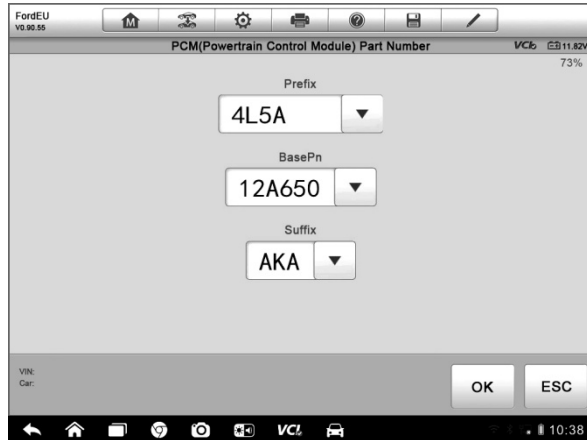 FordEU
V0.90.55
M
PCM(Powertrain Control Module) Part Number
VCI 11.82V
73%
Prefix
4L5A
BasePn
12A650
Suffix
AKA
VIN:
Car:
OK
ESC
VCI
10:38